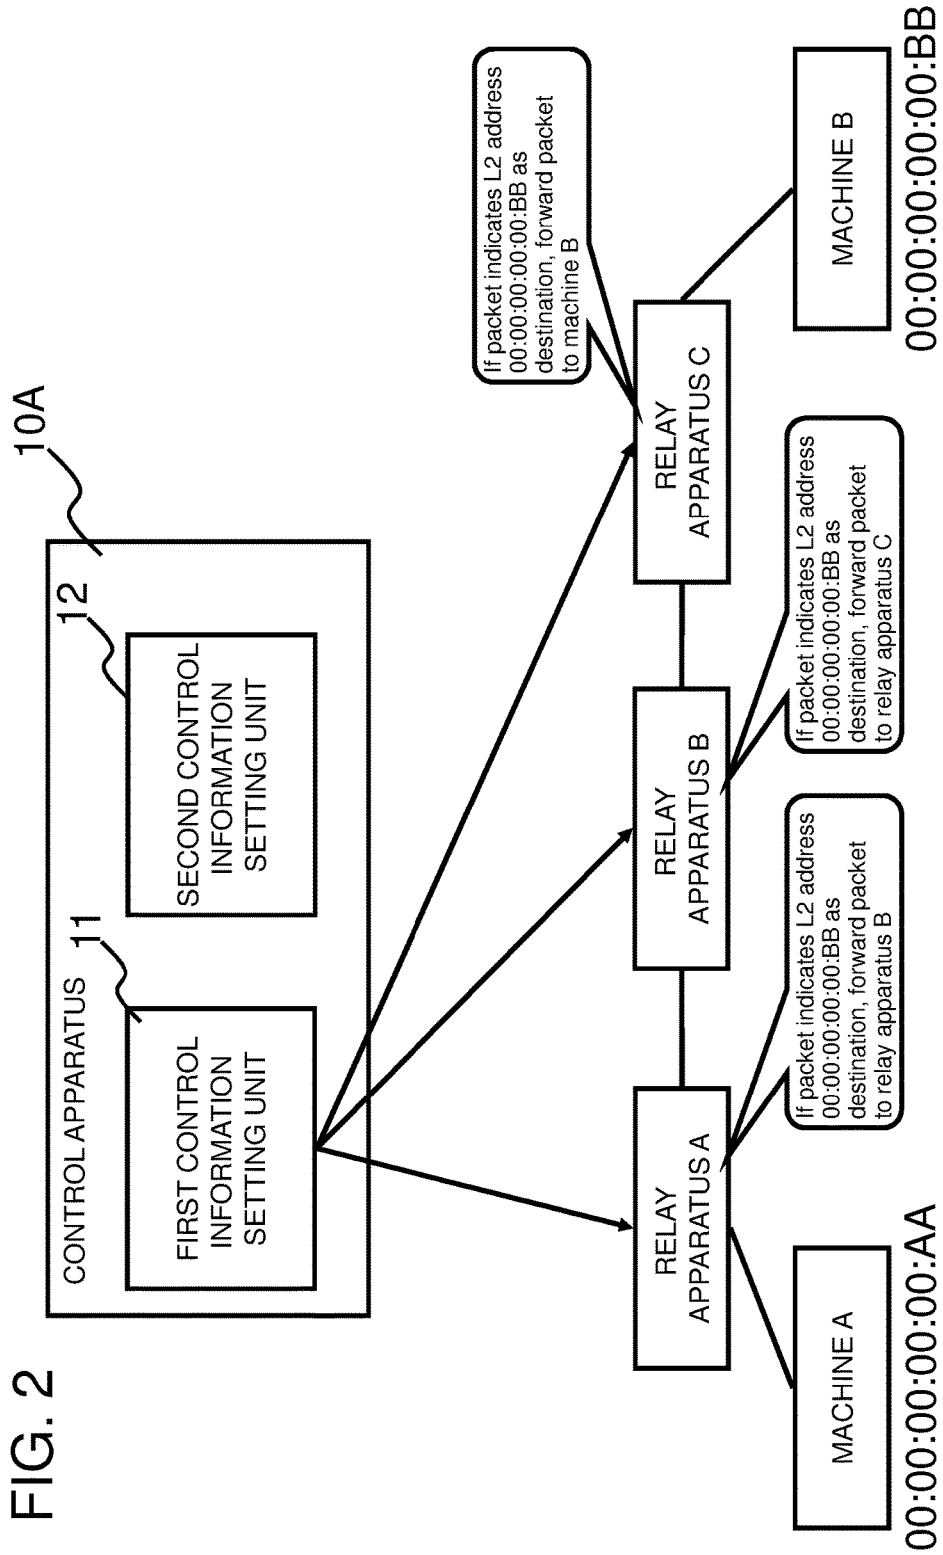 FIG. 2
CONTROL APPARATUS
10A
11
12
FIRST CONTROL
INFORMATION
SETTING UNIT
SECOND CONTROL
INFORMATION
SETTING UNIT
If packet indicates L2 address
00:00:00:00:00:BB as
destination, forward packet
to machine B
RELAY
APPARATUS A
RELAY
APPARATUS B
RELAY
APPARATUS C
If packet indicates L2 address
00:00:00:00:00:BB as
destination, forward packet
to relay apparatus B
If packet indicates L2 address
00:00:00:00:00:BB as
destination, forward packet
to relay apparatus C
MACHINE A
00:00:00:00:00:AA
MACHINE B
00:00:00:00:00:BB